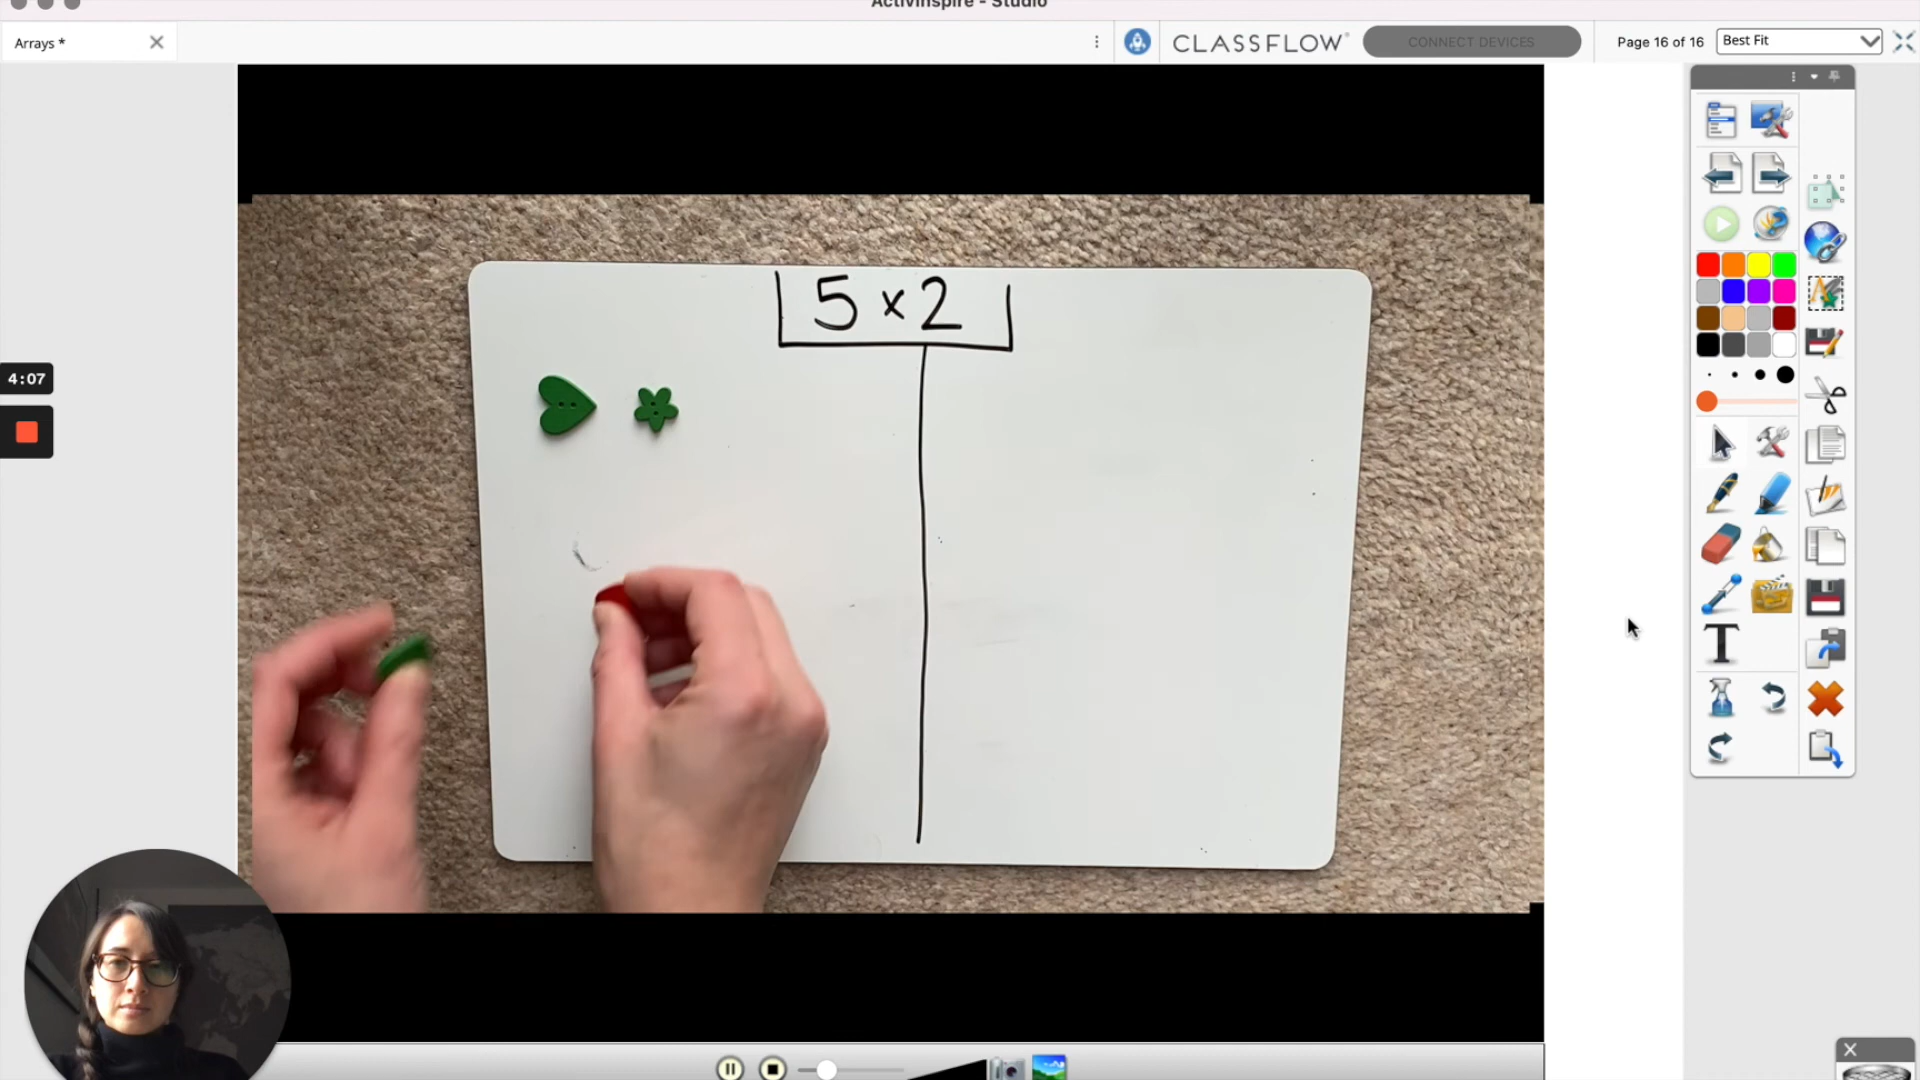 ActivInspire - Studio
Arrays *
CLASSFLOW
CONNECT DEVICES
Page 16 of 16
Best Fit
4:07
5 × 2